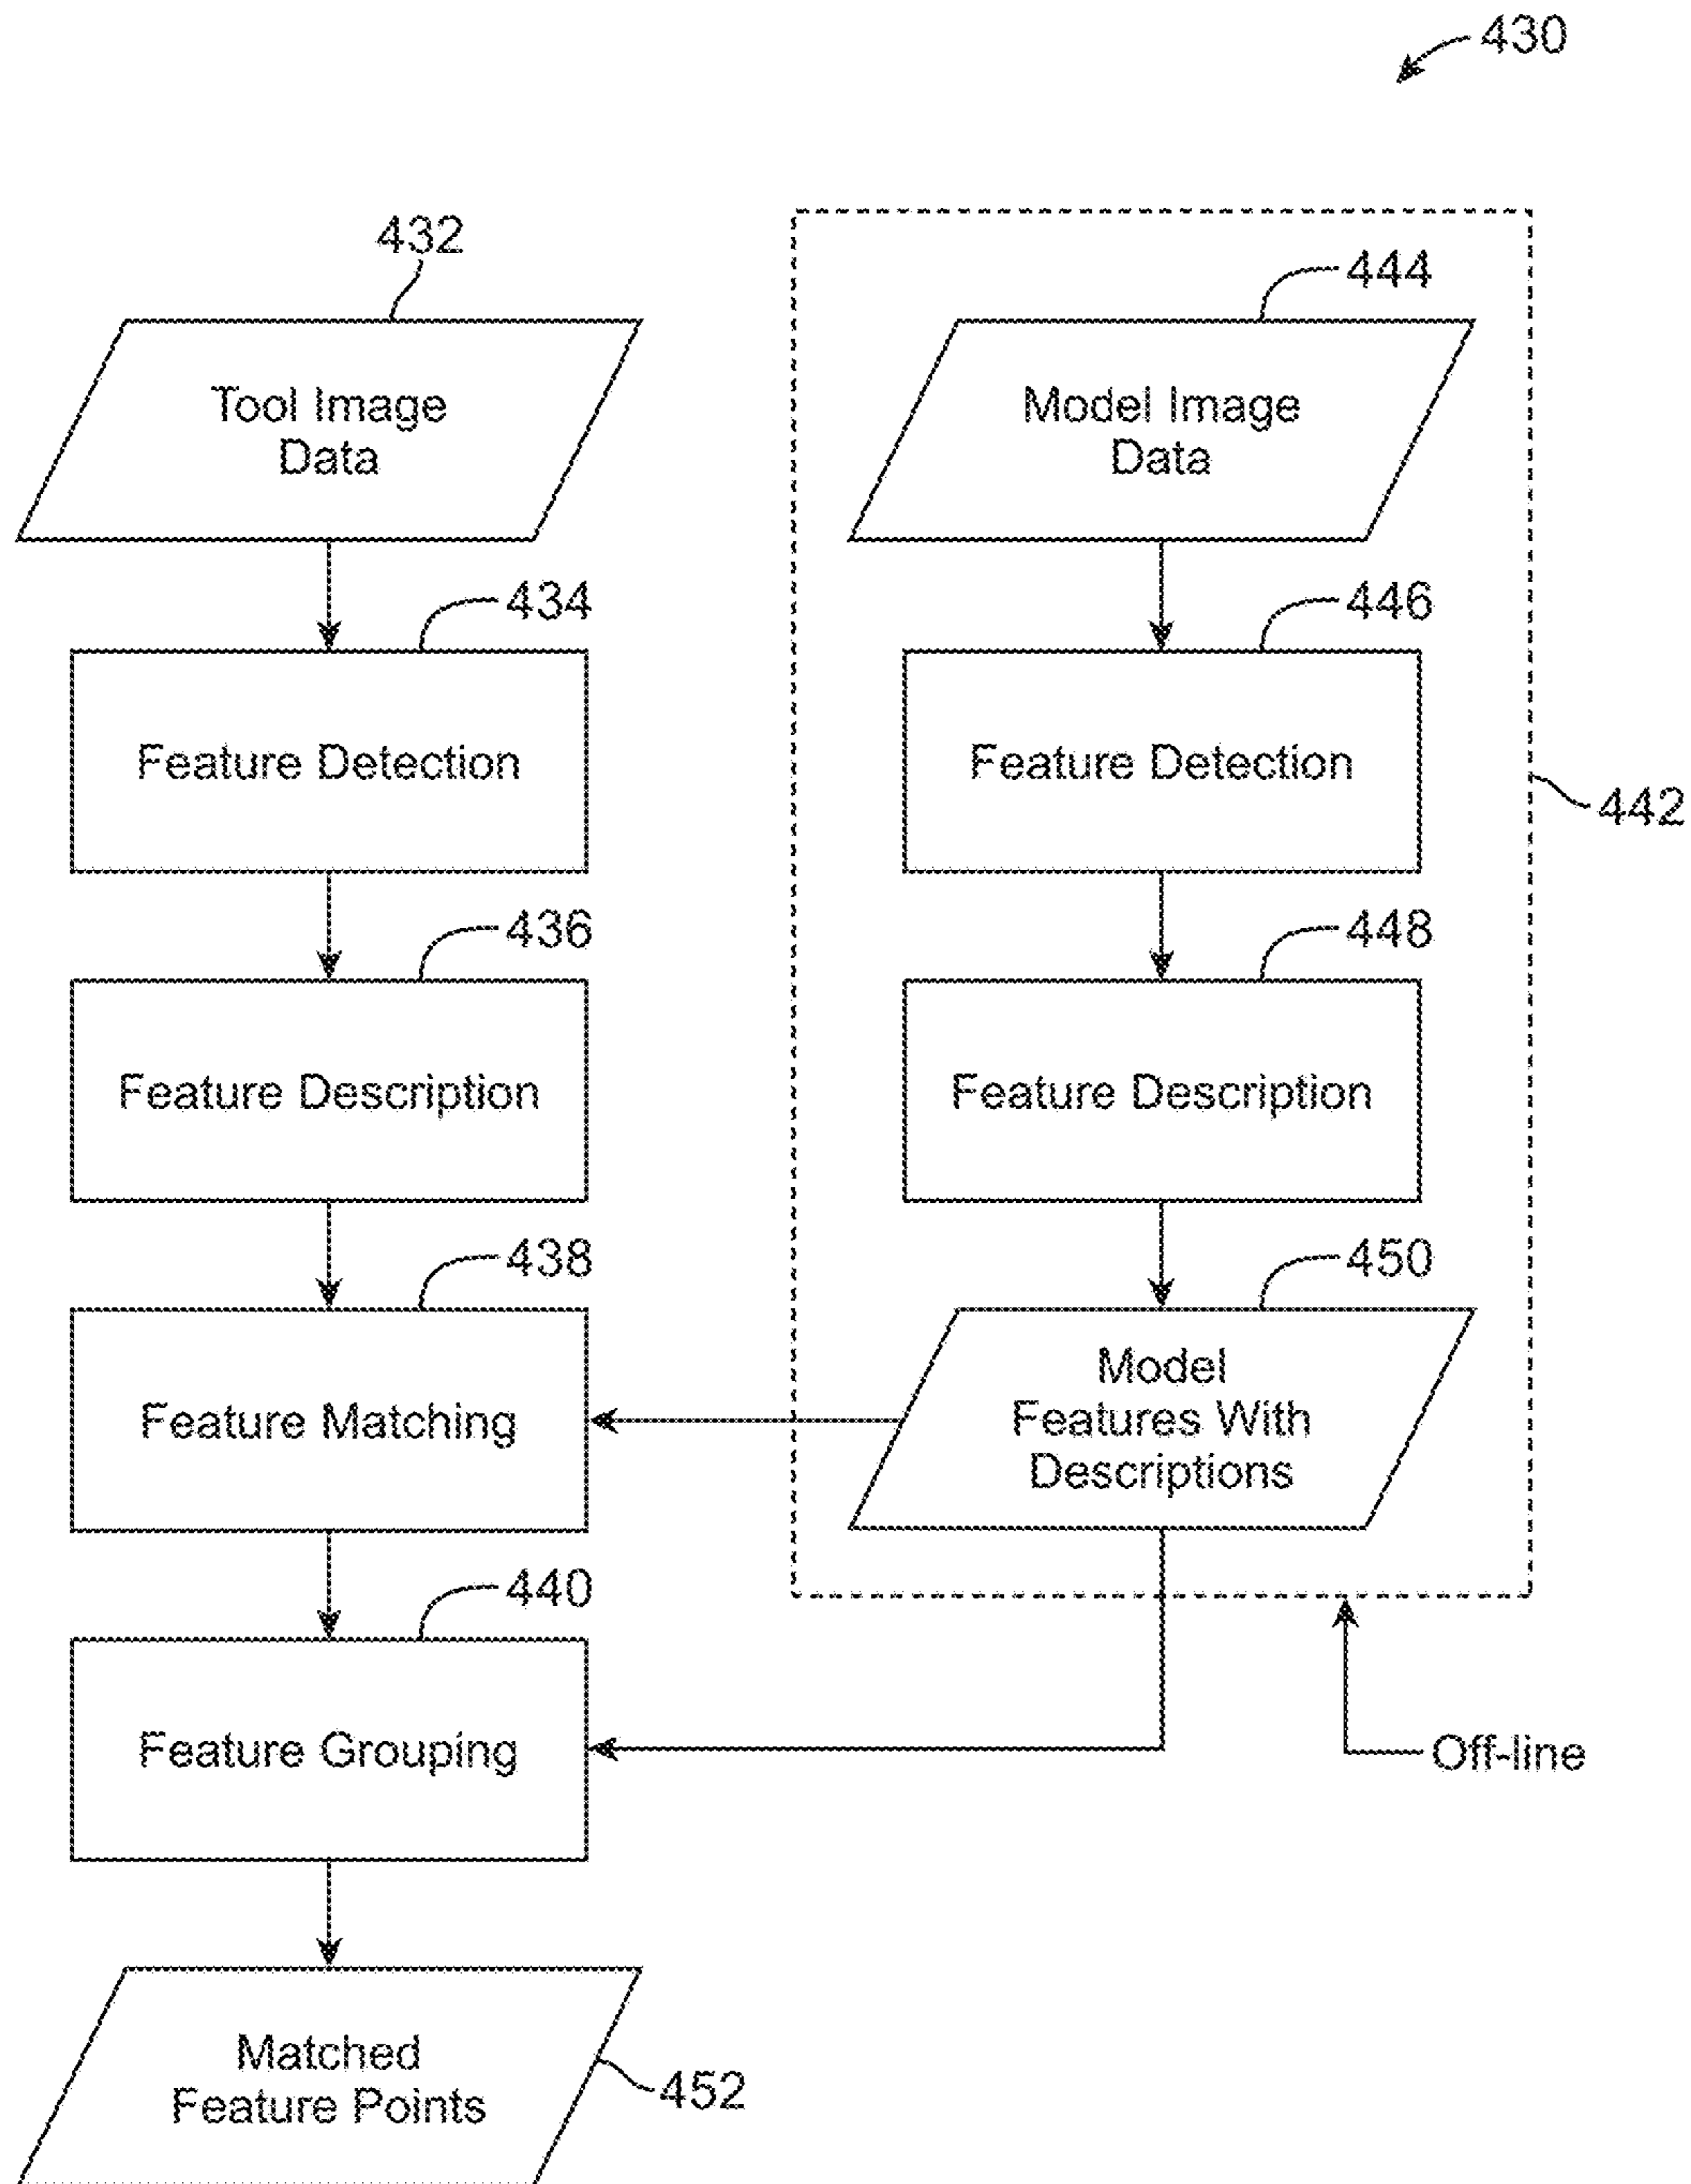 430
432
Tool Image
Data
434
Feature Detection
436
Feature Description
438
Feature Matching
440
Feature Grouping
Matched
Feature Points
452
444
Model Image
Data
446
Feature Detection
442
448
Feature Description
450
Model
Features With
Descriptions
Off-line